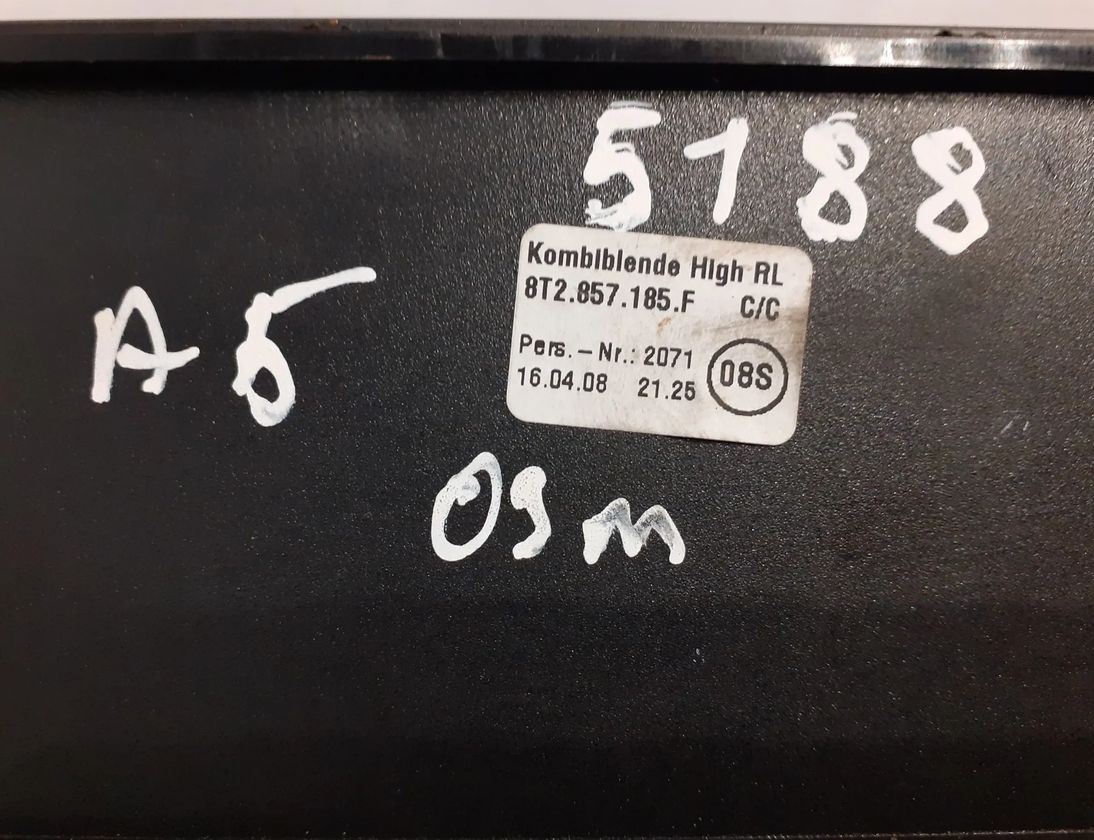 5188
Kombiblende High RL
8T2.857.185.F C/C
Pers.-Nr.: 2071
16.04.08 21.25 08S
A5
09m